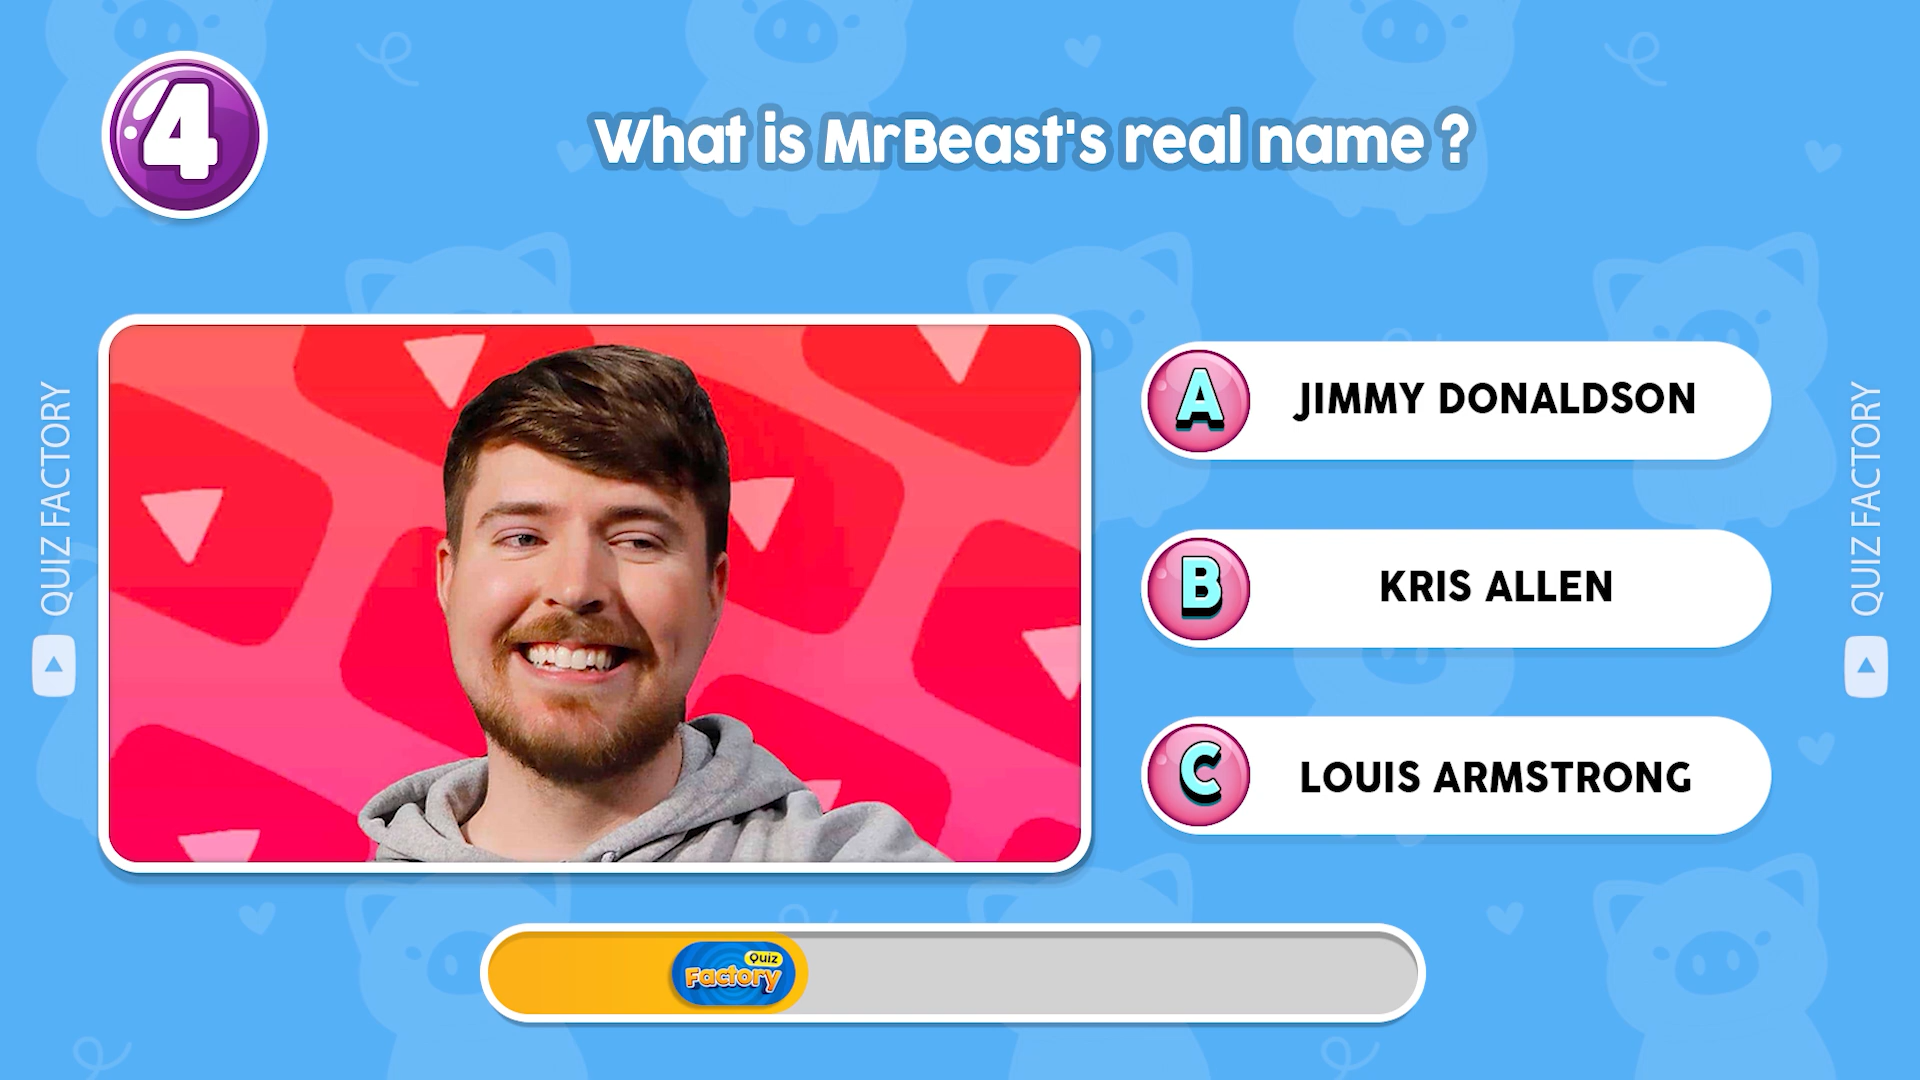 4
What is MrBeast's real name ?
A JIMMY DONALDSON
B KRIS ALLEN
C LOUIS ARMSTRONG
QUIZ FACTORY
QUIZ FACTORY
Quiz
Factory